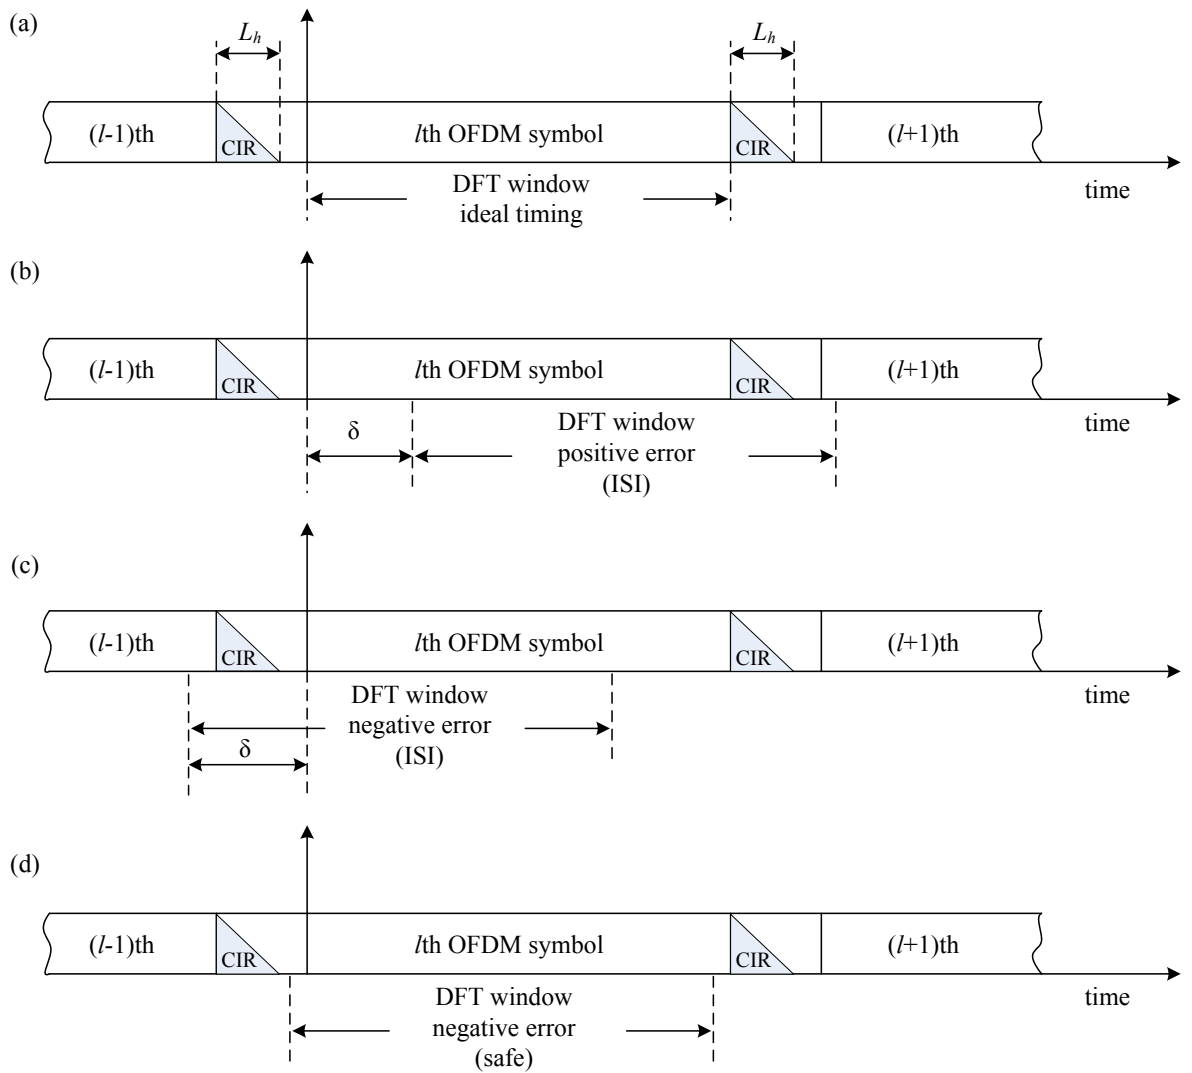 (a)
Lh
Lh
(l-1)th
CIR
lth OFDM symbol
CIR
(l+1)th
DFT window
ideal timing
time
(b)
(l-1)th
CIR
lth OFDM symbol
CIR
(l+1)th
δ
DFT window
positive error
(ISI)
time
(c)
(l-1)th
CIR
lth OFDM symbol
CIR
(l+1)th
DFT window
negative error
(ISI)
δ
time
(d)
(l-1)th
CIR
lth OFDM symbol
CIR
(l+1)th
DFT window
negative error
(safe)
time